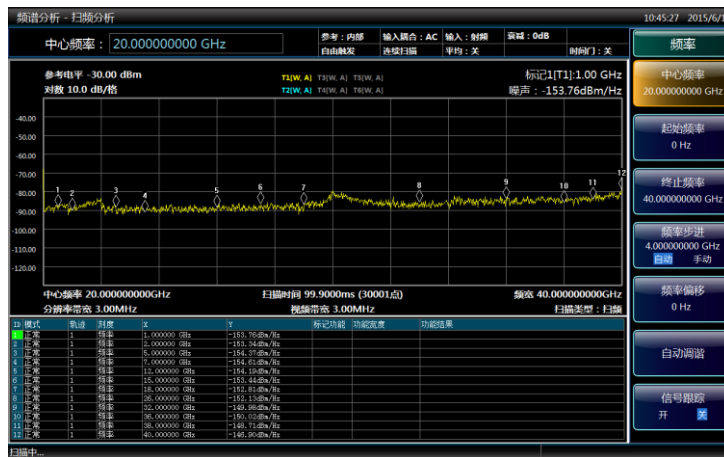 频谱分析 - 扫频分析
10:45:27 2015/6/1
中心频率： 20.000000000 GHz
参考：内部 输入耦合：AC 输入：射频 衰减：0dB
自由触发 连续扫描 平均：关 时间门：关
频率
参考电平 -30.00 dBm
对数 10.0 dB/格
T1[W, A] T3[W, A] T5[W, A]
T2[W, A] T4[W, A] T6[W, A]
标记1[T1]:1.00 GHz
噪声：-153.76dBm/Hz
-40.00
-50.00
-60.00
-70.00
-80.00
-90.00
-100.00
-110.00
-120.00
1 2 3 4 5 6 7 8 9 10 11 12
中心频率 20.000000000GHz 扫描时间 99.9000ms (30001点) 频宽 40.000000000GHz
分辨率带宽 3.00MHz 视频带宽 3.00MHz 扫描类型：扫频
ID 模式 轨迹 刻度 X Y 标记功能 功能宽度 功能结果
1 正常 1 频率 1.000000 GHz -153.76dBm/Hz
2 正常 1 频率 2.000000 GHz -153.34dBm/Hz
3 正常 1 频率 5.000000 GHz -154.37dBm/Hz
4 正常 1 频率 7.000000 GHz -154.61dBm/Hz
5 正常 1 频率 12.000000 GHz -154.19dBm/Hz
6 正常 1 频率 15.000000 GHz -153.44dBm/Hz
7 正常 1 频率 18.000000 GHz -152.81dBm/Hz
8 正常 1 频率 26.000000 GHz -152.13dBm/Hz
9 正常 1 频率 32.000000 GHz -149.98dBm/Hz
10 正常 1 频率 36.000000 GHz -150.02dBm/Hz
11 正常 1 频率 38.000000 GHz -148.71dBm/Hz
12 正常 1 频率 40.000000 GHz -146.90dBm/Hz
中心频率
20.000000000 GHz
起始频率
0 Hz
终止频率
40.000000000 GHz
频率步进
4.000000000 GHz
自动 手动
频率偏移
0 Hz
自动调谐
信号跟踪
开 关
扫描中...